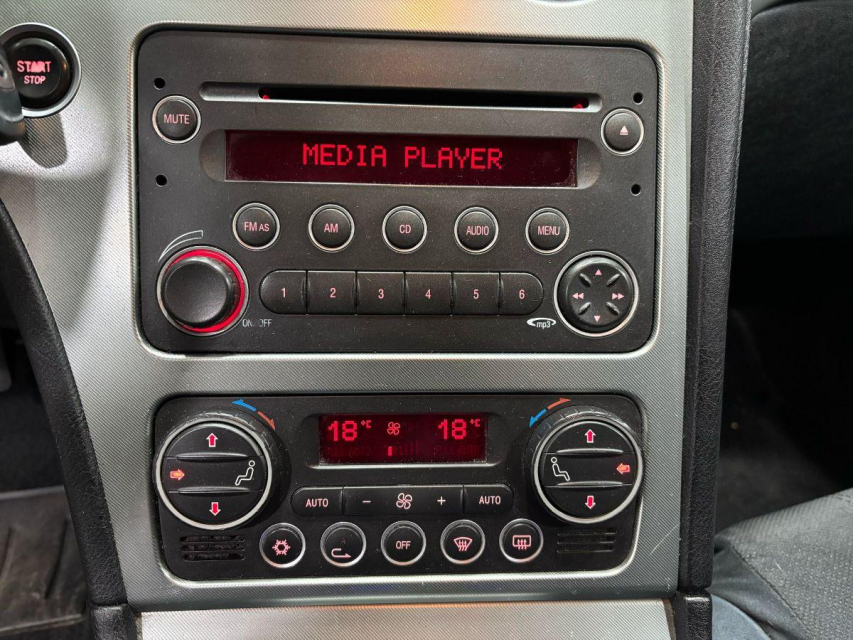 START
STOP
MUTE
MEDIA PLAYER
FM AS
AM
CD
AUDIO
MENU
1 2 3 4 5 6
ON/OFF
mp3
18°C 18°C
AUTO - + AUTO
OFF